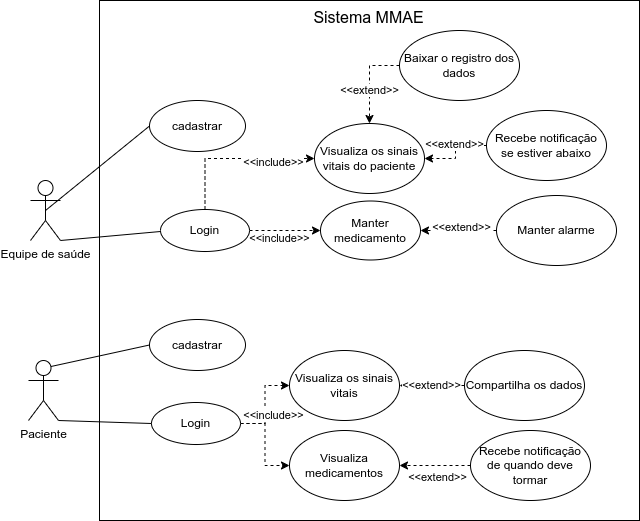 Sistema MMAE
Baixar o registro dos
dados
<<extend>>
cadastrar
Visualiza os sinais
vitais do paciente
<<include>>
<<extend>>
Recebe notificação
se estiver abaixo
Equipe de saúde
Login
<<include>>
Manter
medicamento
<<extend>>
Manter alarme
cadastrar
Paciente
Login
<<include>>
Visualiza os sinais
vitais
<<extend>>
Compartilha os dados
Visualiza
medicamentos
<<extend>>
Recebe notificação
de quando deve
tormar